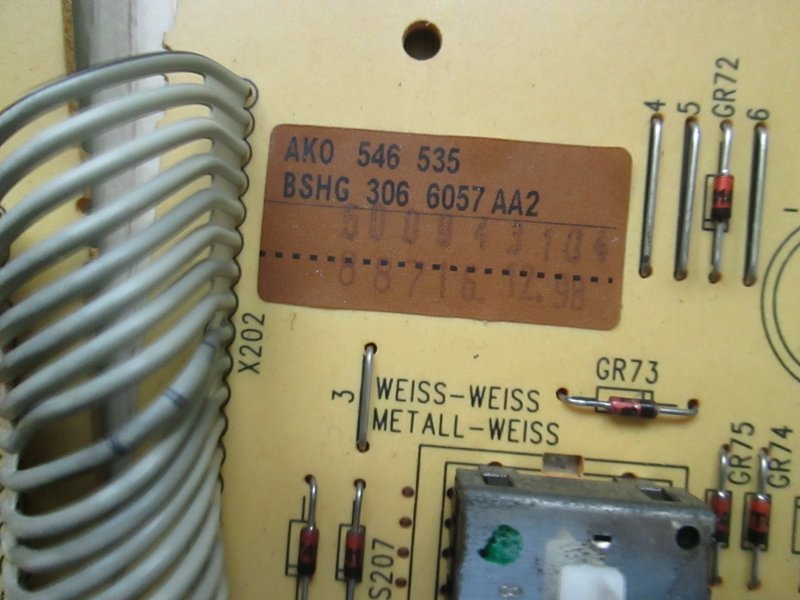 4
5
GR72
6
AKO 546 535
BSHG 306 6057 AA2
X202
GR73
3
WEISS-WEISS
METALL-WEISS
GR75
GR74
S207